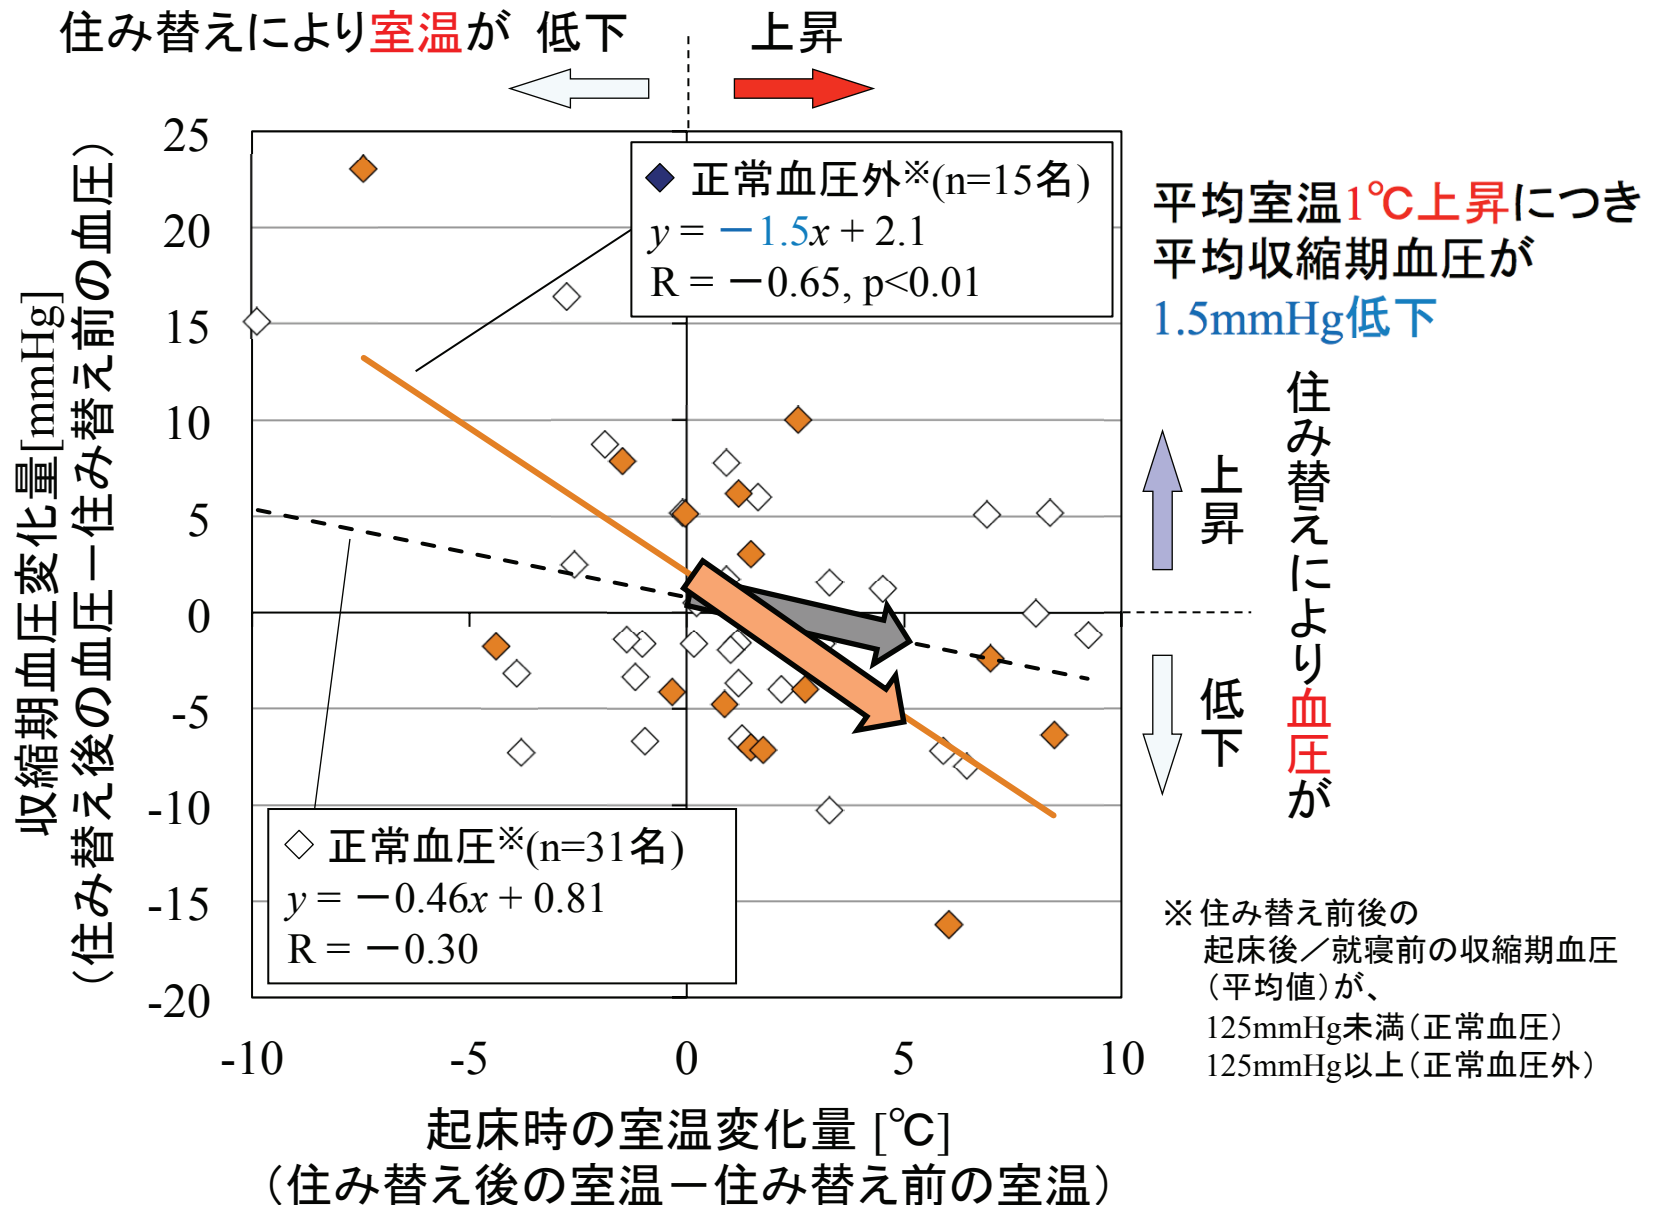 住み替えにより室温が 低下 上昇
25
20
15
10
5
0
-5
-10
-15
-20
収縮期血圧変化量[mmHg]
（住み替え後の血圧－住み替え前の血圧）
◆ 正常血圧外※(n=15名)
y = －1.5x + 2.1
R = －0.65, p<0.01
◇ 正常血圧※(n=31名)
y = －0.46x + 0.81
R = －0.30
-10 -5 0 5 10
起床時の室温変化量 [℃]
（住み替え後の室温－住み替え前の室温）
平均室温1℃上昇につき
平均収縮期血圧が
1.5mmHg低下
住み替えにより血圧が
上昇
低下
※住み替え前後の
起床後／就寝前の収縮期血圧
（平均値）が、
125mmHg未満（正常血圧）
125mmHg以上（正常血圧外）